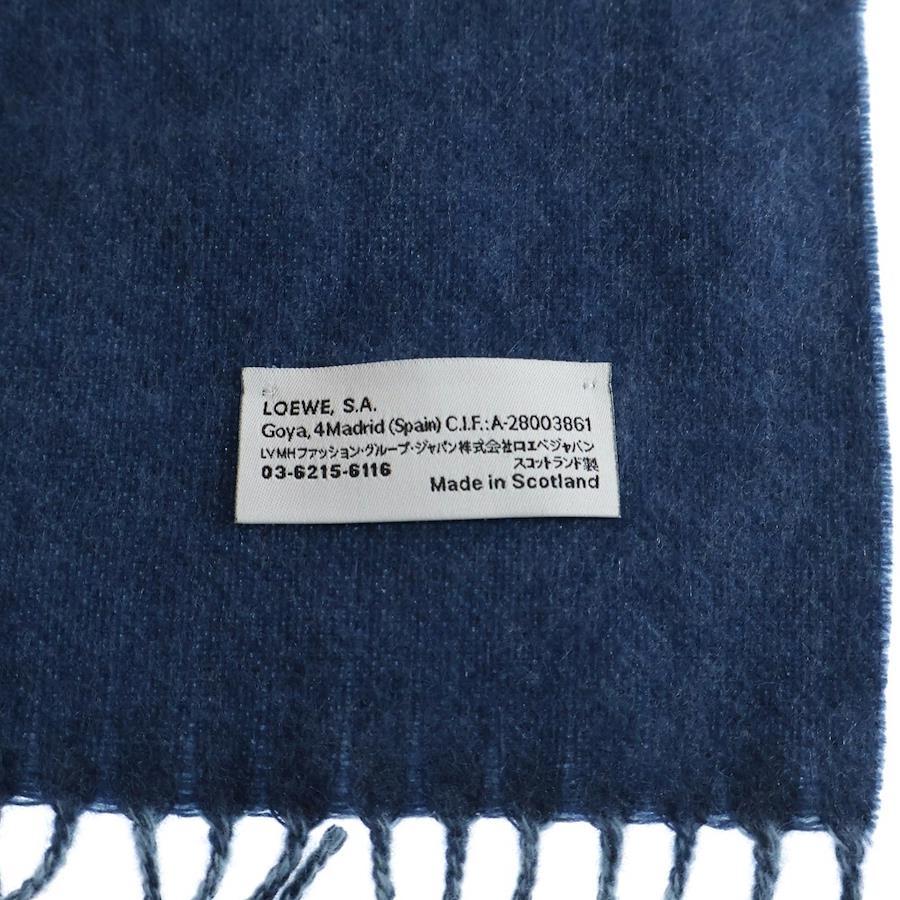 LOEWE, S.A.
Goya, 4 Madrid (Spain) C.I.F.: A-28003861
LVMHファッション・グループ・ジャパン株式会社ロエベジャパン
03-6215-6116 スコットランド製
Made in Scotland